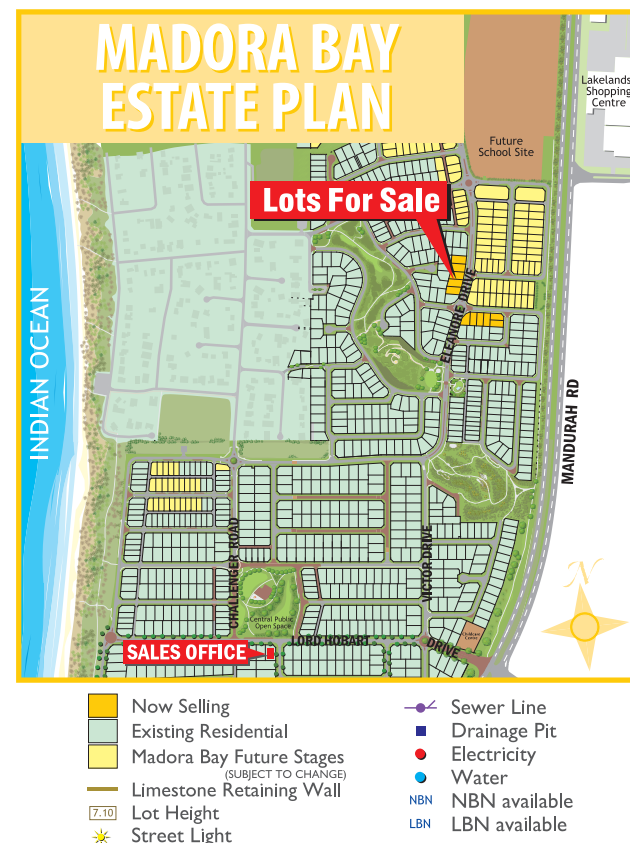 MADORA BAY
ESTATE PLAN
Lakelands
Shopping
Centre
Future
School Site
Lots For Sale
ELEANORE DRIVE
INDIAN OCEAN
MANDURAH RD
CHALLENGER ROAD
VICTOR DRIVE
N
Central Public
Open Space
LORD HOBART DRIVE
Childcare
Centre
SALES OFFICE
Now Selling
Existing Residential
Madora Bay Future Stages
(SUBJECT TO CHANGE)
Limestone Retaining Wall
7.10 Lot Height
Street Light
Sewer Line
Drainage Pit
Electricity
Water
NBN NBN available
LBN LBN available